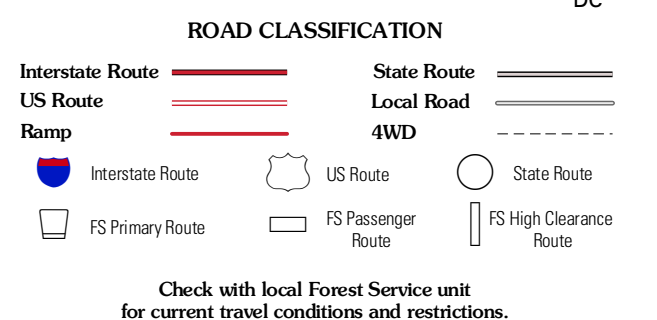 DC
ROAD CLASSIFICATION
Interstate Route
State Route
US Route
Local Road
Ramp
4WD
Interstate Route
US Route
State Route
FS Primary Route
FS Passenger
Route
FS High Clearance
Route
Check with local Forest Service unit
for current travel conditions and restrictions.